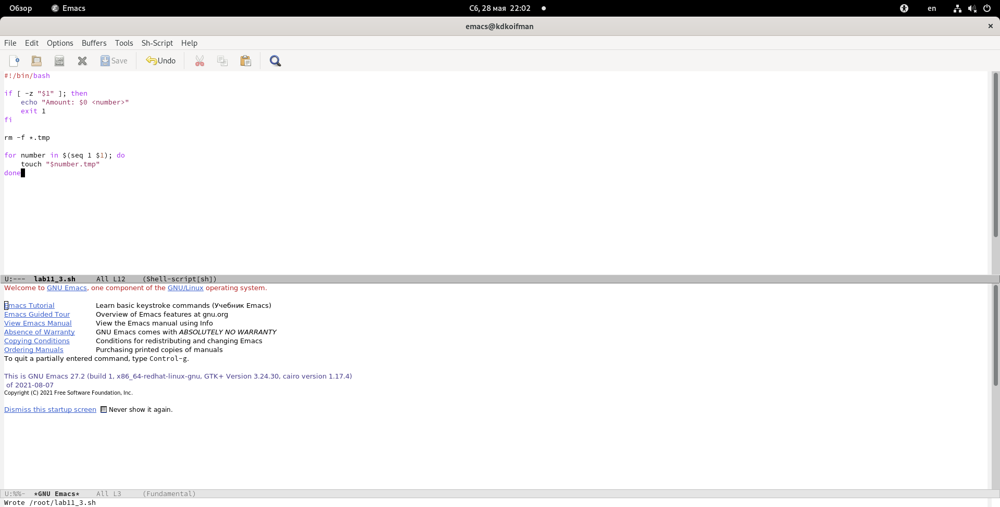 Обзор Emacs Сб, 28 мая 22:02 en
emacs@kdkoifman
File Edit Options Buffers Tools Sh-Script Help
Save Undo
#!/bin/bash
if [ -z "$1" ]; then
    echo "Amount: $0 <number>"
    exit 1
fi
rm -f *.tmp
for number in $(seq 1 $1); do
    touch "$number.tmp"
done
U:--- lab11_3.sh All L12 (Shell-script[sh])
Welcome to GNU Emacs, one component of the GNU/Linux operating system.
Emacs Tutorial Learn basic keystroke commands (Учебник Emacs)
Emacs Guided Tour Overview of Emacs features at gnu.org
View Emacs Manual View the Emacs manual using Info
Absence of Warranty GNU Emacs comes with ABSOLUTELY NO WARRANTY
Copying Conditions Conditions for redistributing and changing Emacs
Ordering Manuals Purchasing printed copies of manuals
To quit a partially entered command, type Control-g.
This is GNU Emacs 27.2 (build 1, x86_64-redhat-linux-gnu, GTK+ Version 3.24.30, cairo version 1.17.4)
of 2021-08-07
Copyright (C) 2021 Free Software Foundation, Inc.
Dismiss this startup screen Never show it again.
U:%%- *GNU Emacs* All L3 (Fundamental)
Wrote /root/lab11_3.sh